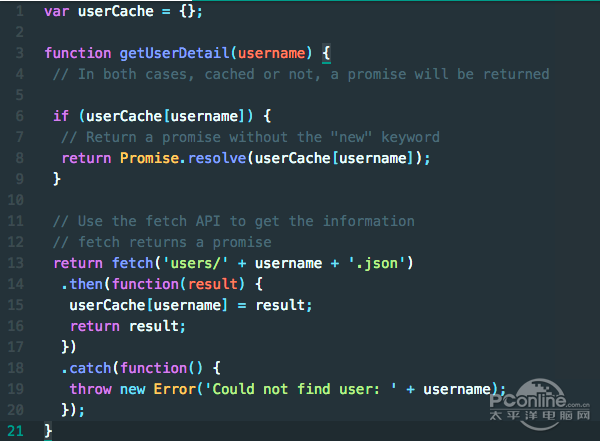 1 var userCache = {};
2
3 function getUserDetail(username) {
4 // In both cases, cached or not, a promise will be returned
5
6 if (userCache[username]) {
7 // Return a promise without the "new" keyword
8 return Promise.resolve(userCache[username]);
9 }
10
11 // Use the fetch API to get the information
12 // fetch returns a promise
13 return fetch('users/' + username + '.json')
14 .then(function(result) {
15 userCache[username] = result;
16 return result;
17 })
18 .catch(function() {
19 throw new Error('Could not find user: ' + username);
20 });
21 }
PConline.com.cn
太平洋电脑网